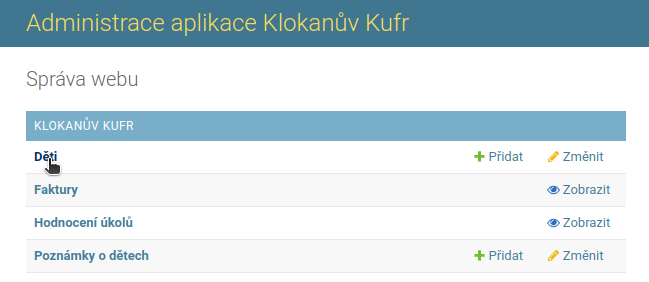 Administrace aplikace Klokanův Kufr
Správa webu
KLOKANŮV KUFR
Děti Přidat Změnit
Faktury Zobrazit
Hodnocení úkolů Zobrazit
Poznámky o dětech Přidat Změnit